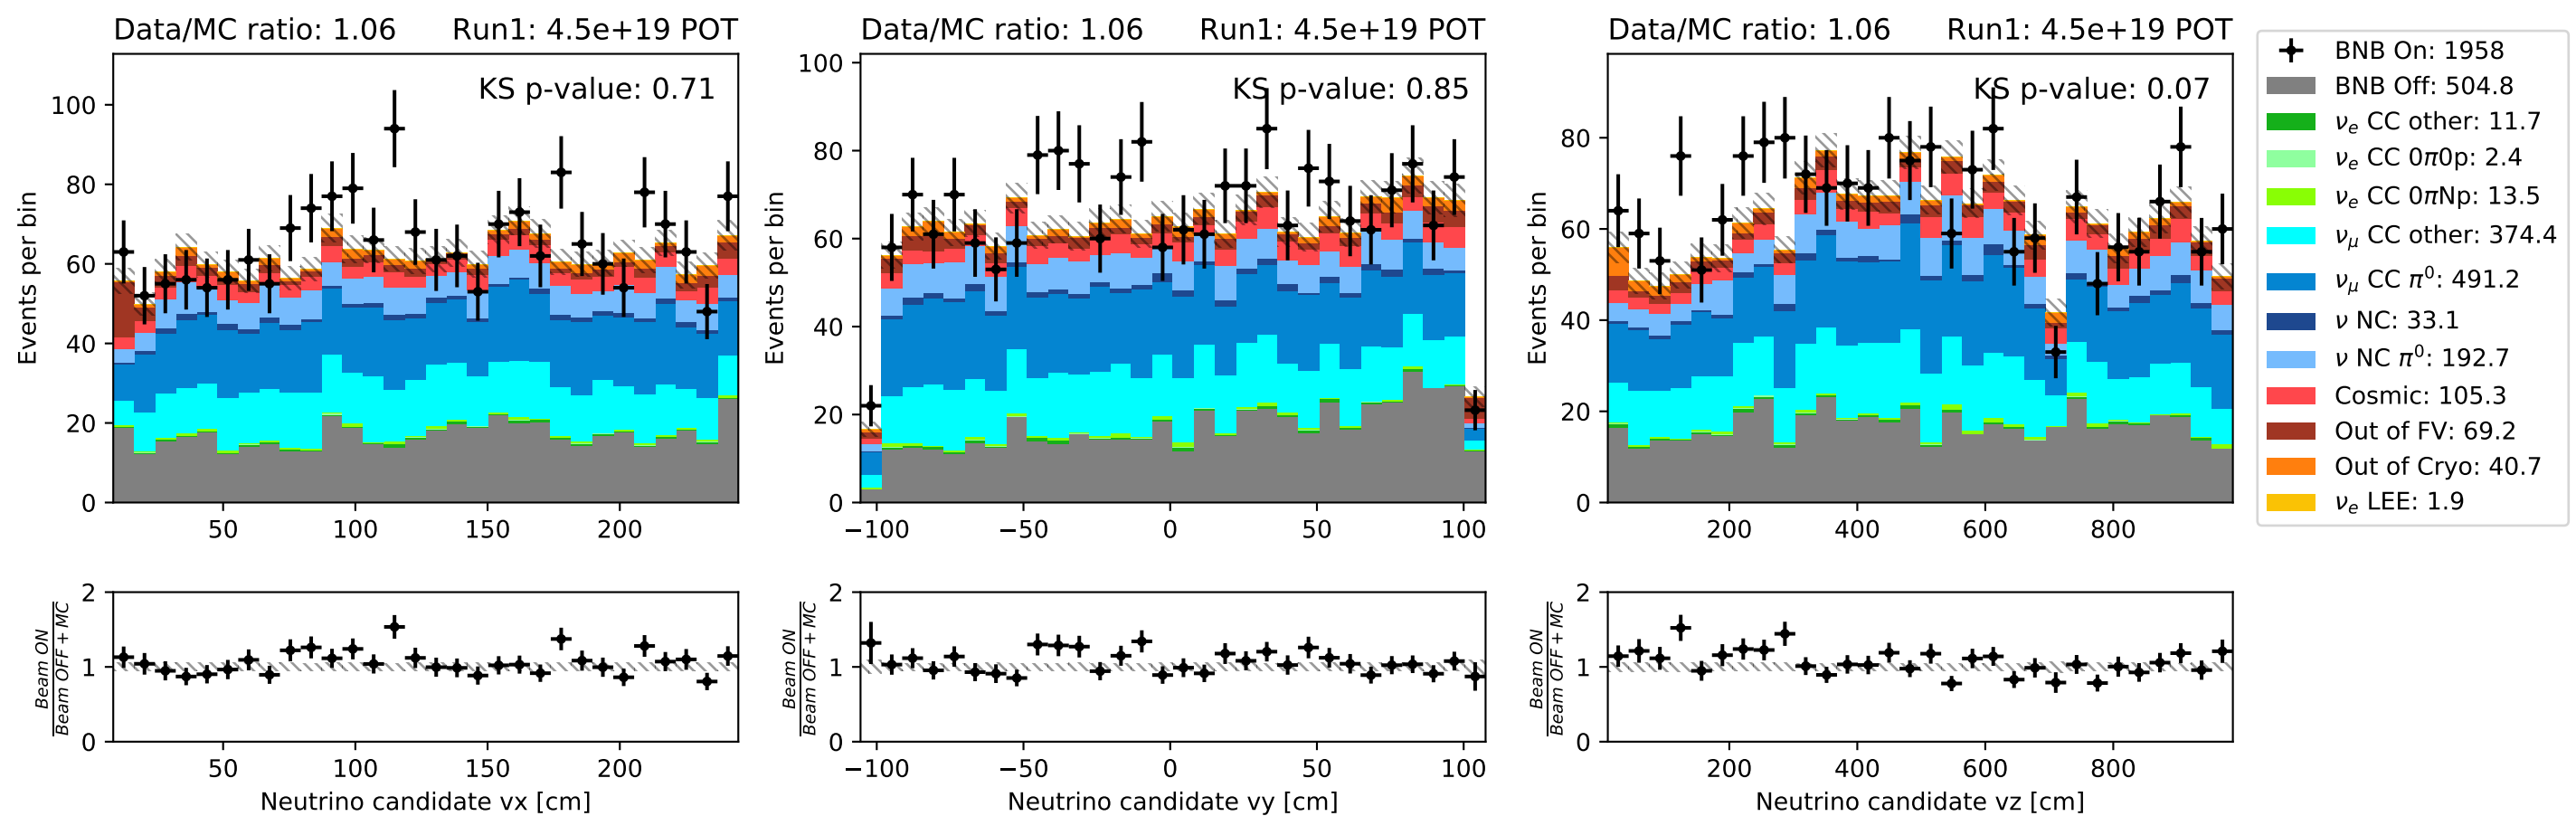 Data/MC ratio: 1.06 Run1: 4.5e+19 POT
KS p-value: 0.71
Events per bin
100
80
60
40
20
0
50 100 150 200
Beam ON
Beam OFF + MC
2
1
0
50 100 150 200
Neutrino candidate vx [cm]
Data/MC ratio: 1.06 Run1: 4.5e+19 POT
KS p-value: 0.85
Events per bin
100
80
60
40
20
0
−100 −50 0 50 100
Beam ON
Beam OFF + MC
2
1
0
−100 −50 0 50 100
Neutrino candidate vy [cm]
Data/MC ratio: 1.06 Run1: 4.5e+19 POT
KS p-value: 0.07
Events per bin
80
60
40
20
0
200 400 600 800
Beam ON
Beam OFF + MC
2
1
0
200 400 600 800
Neutrino candidate vz [cm]
BNB On: 1958
BNB Off: 504.8
νe CC other: 11.7
νe CC 0π0p: 2.4
νe CC 0πNp: 13.5
νμ CC other: 374.4
νμ CC π⁰: 491.2
ν NC: 33.1
ν NC π⁰: 192.7
Cosmic: 105.3
Out of FV: 69.2
Out of Cryo: 40.7
νe LEE: 1.9